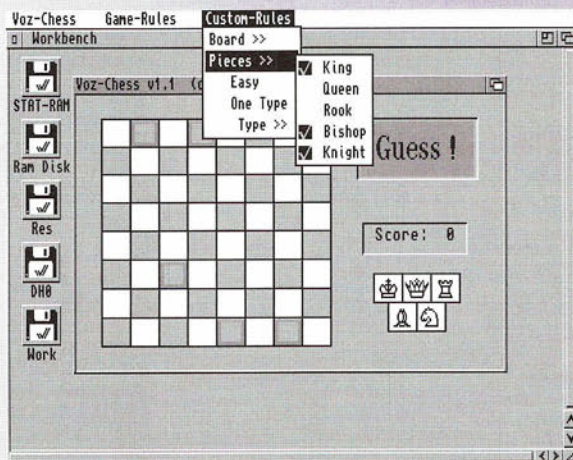 Voz-Chess Game-Rules Custom-Rules
Workbench
Board >>
Pieces >>
Easy
One Type
Type >>
King
Queen
Rook
Bishop
Knight
STAT-RAM
Voz-Chess v1.1 (c
Guess !
Ram Disk
Res
Score: 0
DH0
Work